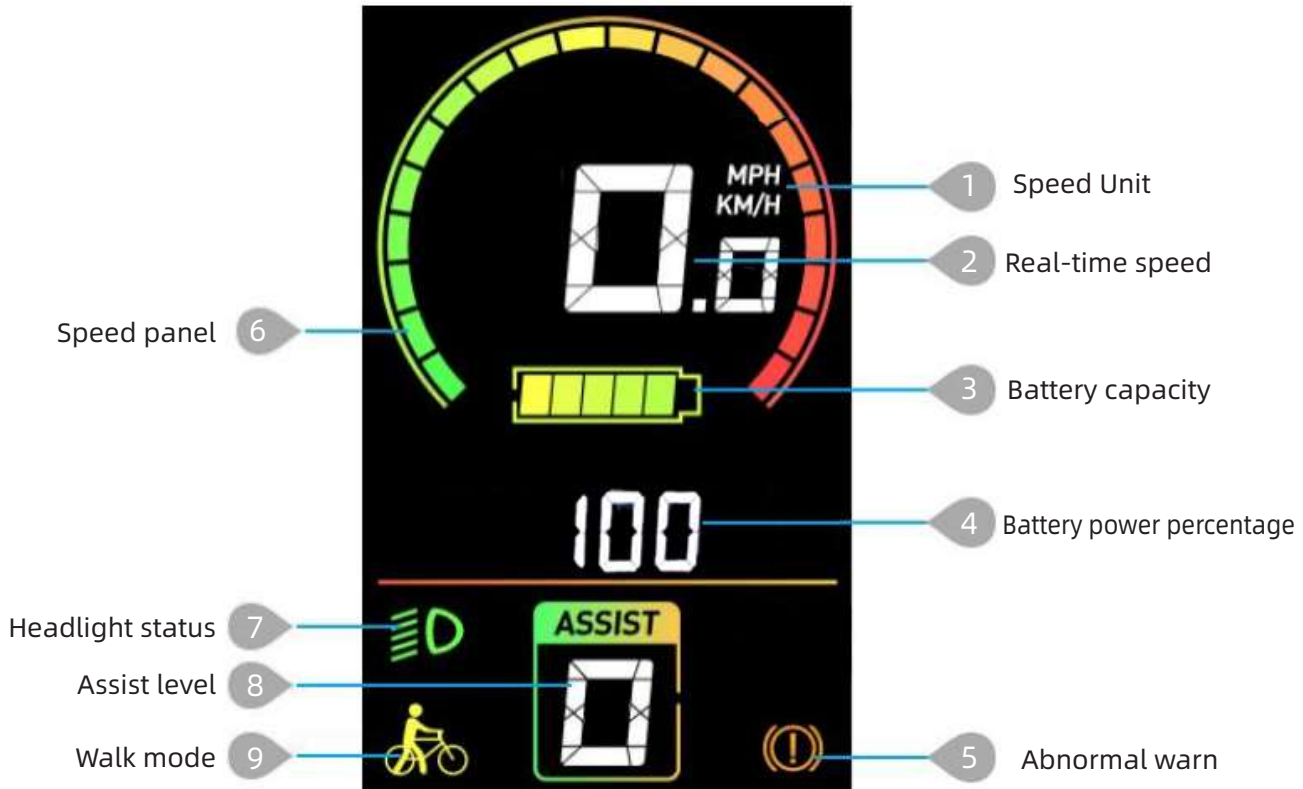 MPH
KM/H
0.0
1 Speed Unit
2 Real-time speed
Speed panel 6
3 Battery capacity
100
4 Battery power percentage
Headlight status 7
ASSIST
0
Assist level 8
Walk mode 9
5 Abnormal warn